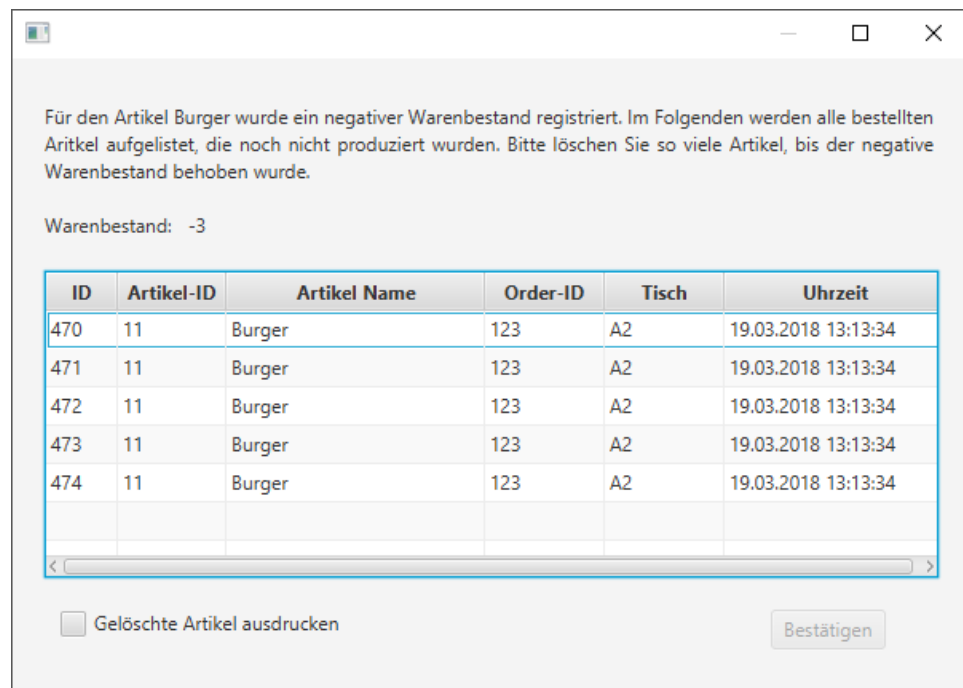 Für den Artikel Burger wurde ein negativer Warenbestand registriert. Im Folgenden werden alle bestellten
Aritkel aufgelistet, die noch nicht produziert wurden. Bitte löschen Sie so viele Artikel, bis der negative
Warenbestand behoben wurde.
Warenbestand: -3
ID Artikel-ID Artikel Name Order-ID Tisch Uhrzeit
470 11 Burger 123 A2 19.03.2018 13:13:34
471 11 Burger 123 A2 19.03.2018 13:13:34
472 11 Burger 123 A2 19.03.2018 13:13:34
473 11 Burger 123 A2 19.03.2018 13:13:34
474 11 Burger 123 A2 19.03.2018 13:13:34
Gelöschte Artikel ausdrucken Bestätigen